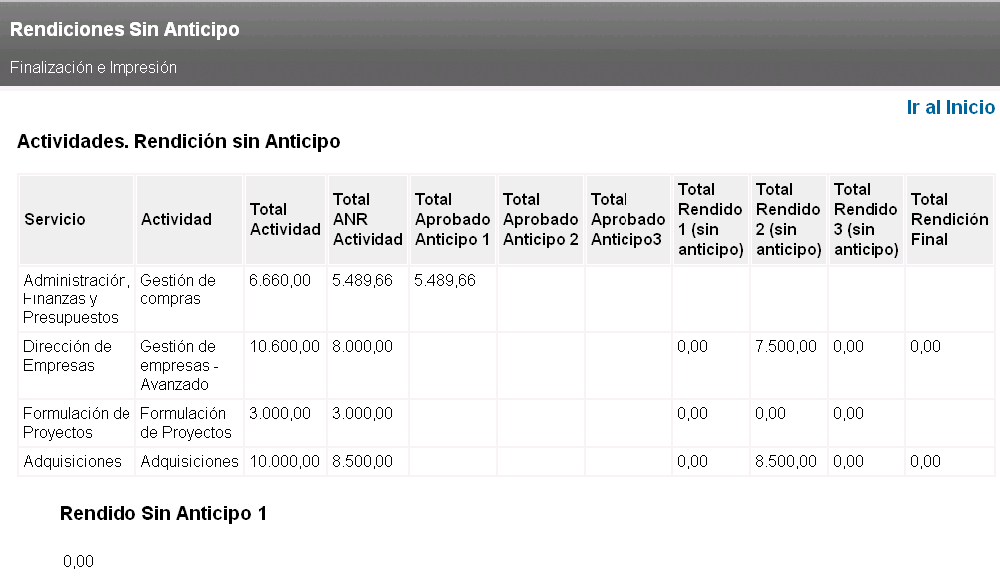 Rendiciones Sin Anticipo
Finalización e Impresión
Ir al Inicio
Actividades. Rendición sin Anticipo
Servicio
Actividad
Total
Actividad
Total
ANR
Actividad
Total
Aprobado
Anticipo 1
Total
Aprobado
Anticipo 2
Total
Aprobado
Anticipo3
Total
Rendido
1 (sin
anticipo)
Total
Rendido
2 (sin
anticipo)
Total
Rendido
3 (sin
anticipo)
Total
Rendición
Final
Administración,
Finanzas y
Presupuestos
Gestión de
compras
6.660,00
5.489,66
5.489,66
Dirección de
Empresas
Gestión de
empresas -
Avanzado
10.600,00
8.000,00
0,00
7.500,00
0,00
0,00
Formulación de
Proyectos
Formulación
de Proyectos
3.000,00
3.000,00
0,00
0,00
0,00
Adquisiciones
Adquisiciones
10.000,00
8.500,00
0,00
8.500,00
0,00
0,00
Rendido Sin Anticipo 1
0,00